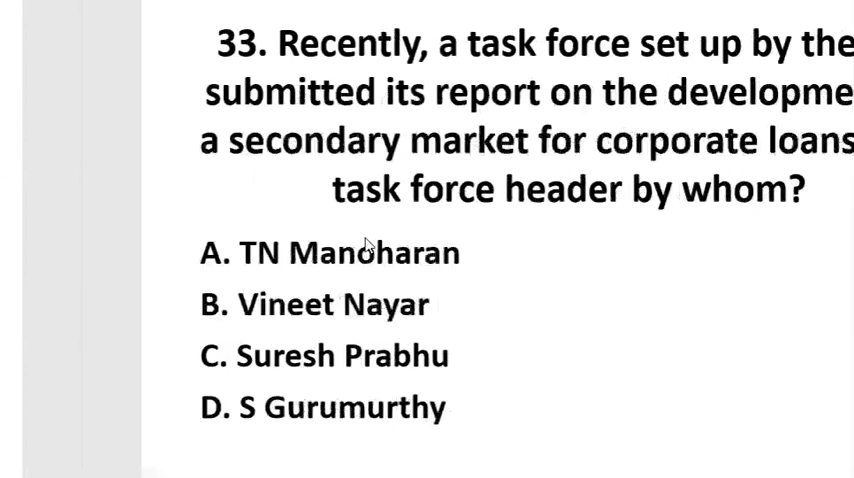 33. Recently, a task force set up by the
submitted its report on the developme
a secondary market for corporate loans
task force header by whom?
A. TN Manoharan
B. Vineet Nayar
C. Suresh Prabhu
D. S Gurumurthy